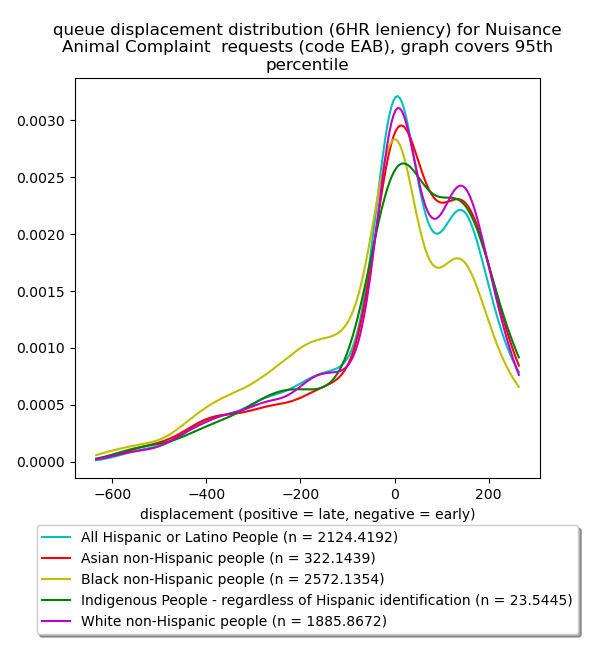 queue displacement distribution (6HR leniency) for Nuisance
Animal Complaint  requests (code EAB), graph covers 95th
percentile
0.0030
0.0025
0.0020
0.0015
0.0010
0.0005
0.0000
−600 −400 −200 0 200
displacement (positive = late, negative = early)
All Hispanic or Latino People (n = 2124.4192)
Asian non-Hispanic people (n = 322.1439)
Black non-Hispanic people (n = 2572.1354)
Indigenous People - regardless of Hispanic identification (n = 23.5445)
White non-Hispanic people (n = 1885.8672)